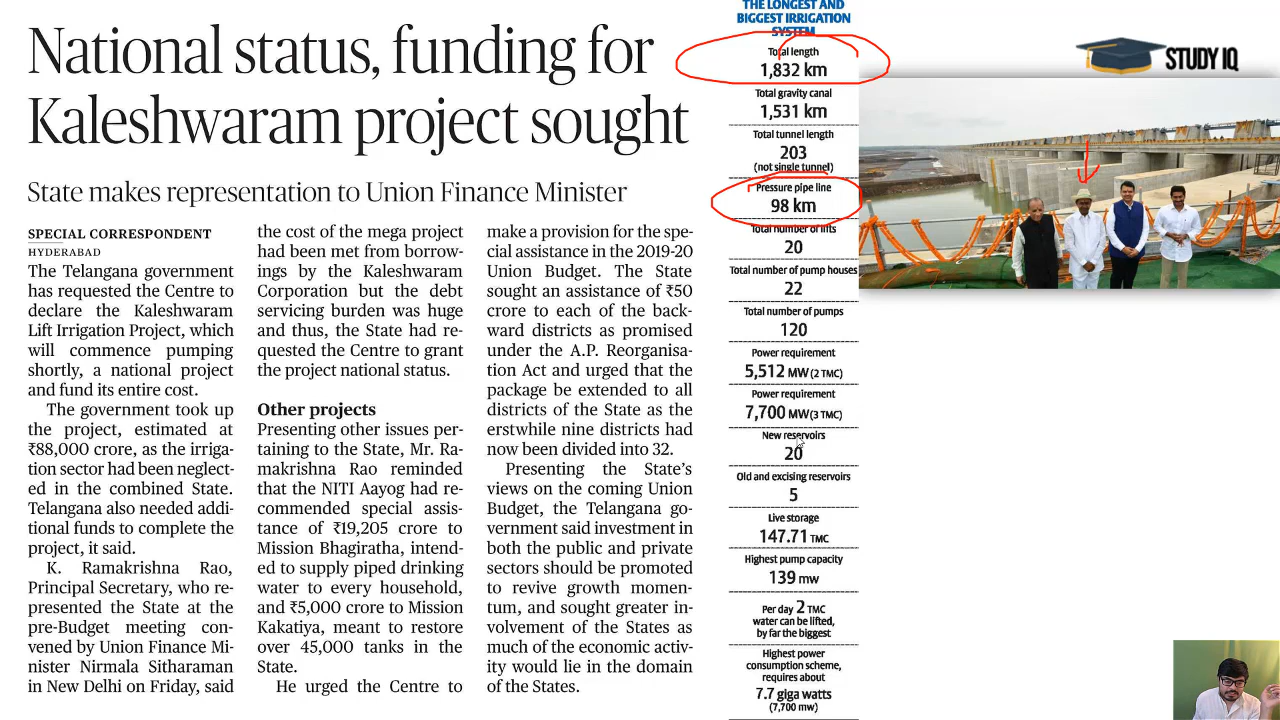 National status, funding for
Kaleshwaram project sought
State makes representation to Union Finance Minister
SPECIAL CORRESPONDENT
HYDERABAD
The Telangana government
has requested the Centre to
declare the Kaleshwaram
Lift Irrigation Project, which
will commence pumping
shortly, a national project
and fund its entire cost.
The government took up
the project, estimated at
₹88,000 crore, as the irriga-
tion sector had been neglect-
ed in the combined State.
Telangana also needed addi-
tional funds to complete the
project, it said.
K. Ramakrishna Rao,
Principal Secretary, who re-
presented the State at the
pre-Budget meeting con-
vened by Union Finance Mi-
nister Nirmala Sitharaman
in New Delhi on Friday, said
the cost of the mega project
had been met from borrow-
ings by the Kaleshwaram
Corporation but the debt
servicing burden was huge
and thus, the State had re-
quested the Centre to grant
the project national status.
Other projects
Presenting other issues per-
taining to the State, Mr. Ra-
makrishna Rao reminded
that the NITI Aayog had re-
commended special assis-
tance of ₹19,205 crore to
Mission Bhagiratha, intend-
ed to supply piped drinking
water to every household,
and ₹5,000 crore to Mission
Kakatiya, meant to restore
over 45,000 tanks in the
State.
He urged the Centre to
make a provision for the spe-
cial assistance in the 2019-20
Union Budget. The State
sought an assistance of ₹50
crore to each of the back-
ward districts as promised
under the A.P. Reorganisa-
tion Act and urged that the
package be extended to all
districts of the State as the
erstwhile nine districts had
now been divided into 32.
Presenting the State's
views on the coming Union
Budget, the Telangana go-
vernment said investment in
both the public and private
sectors should be promoted
to revive growth momen-
tum, and sought greater in-
volvement of the States as
much of the economic activ-
ity would lie in the domain
of the States.
THE LONGEST AND
BIGGEST IRRIGATION
SYSTEM
Total length
1,832 km
Total gravity canal
1,531 km
Total tunnel length
203
(not single tunnel)
Pressure pipe line
98 km
Total number of lifts
20
Total number of pump houses
22
Total number of pumps
120
Power requirement
5,512 MW (2 TMC)
Power requirement
7,700 MW (3 TMC)
New reservoirs
20
Old and excising reservoirs
5
Live storage
147.71 TMC
Highest pump capacity
139 mw
Per day 2 TMC
water can be lifted,
by far the biggest
Highest power
consumption scheme,
requires about
7.7 giga watts
(7,700 mw)
STUDY IQ